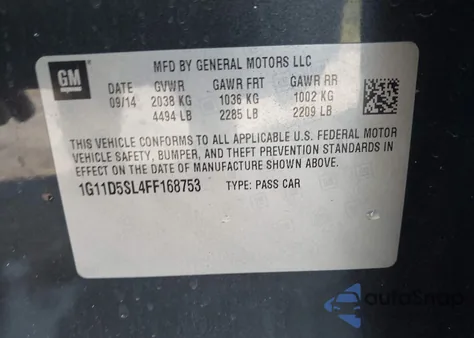 GM
MFD BY GENERAL MOTORS LLC
DATE GVWR GAWR FRT GAWR RR
09/14 2038 KG 1036 KG 1002 KG
4494 LB 2285 LB 2209 LB
THIS VEHICLE CONFORMS TO ALL APPLICABLE U.S. FEDERAL MOTOR
VEHICLE SAFETY, BUMPER, AND THEFT PREVENTION STANDARDS IN
EFFECT ON THE DATE OF MANUFACTURE SHOWN ABOVE.
1G11D5SL4FF168753 TYPE: PASS CAR
autoSnap